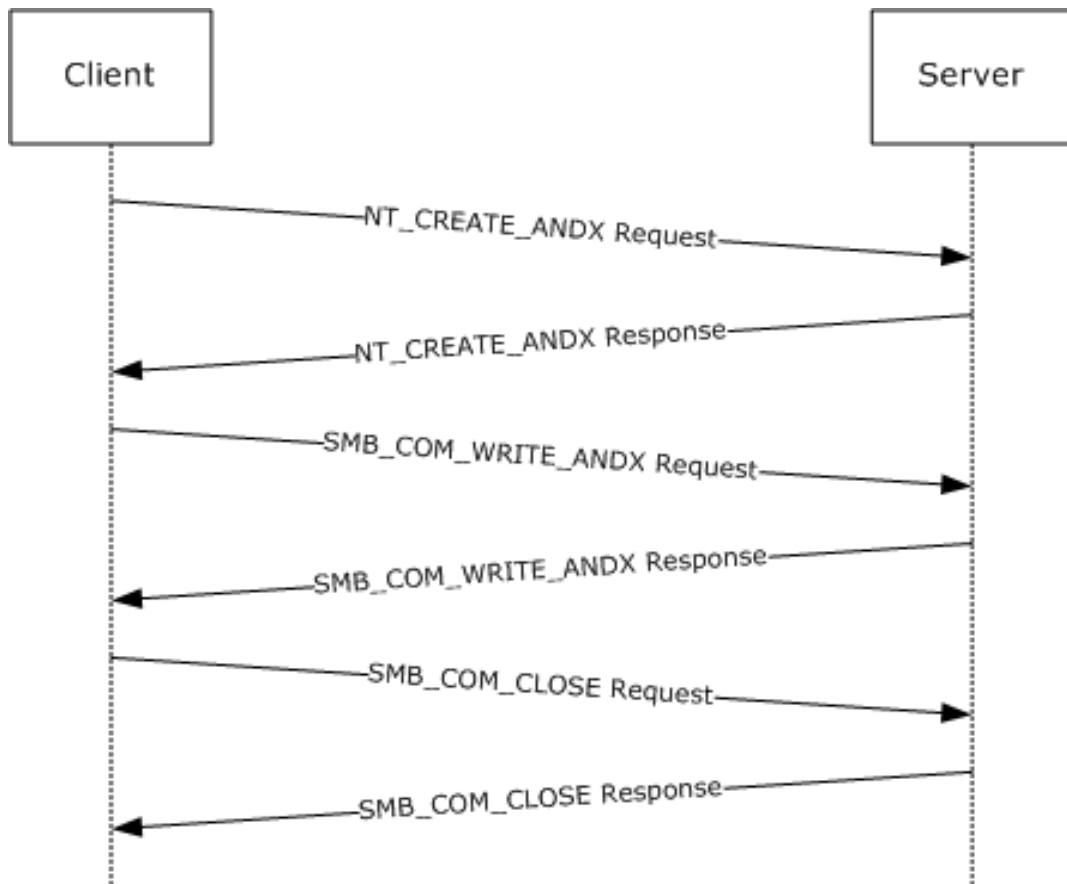 Client
Server
NT_CREATE_ANDX Request
NT_CREATE_ANDX Response
SMB_COM_WRITE_ANDX Request
SMB_COM_WRITE_ANDX Response
SMB_COM_CLOSE Request
SMB_COM_CLOSE Response